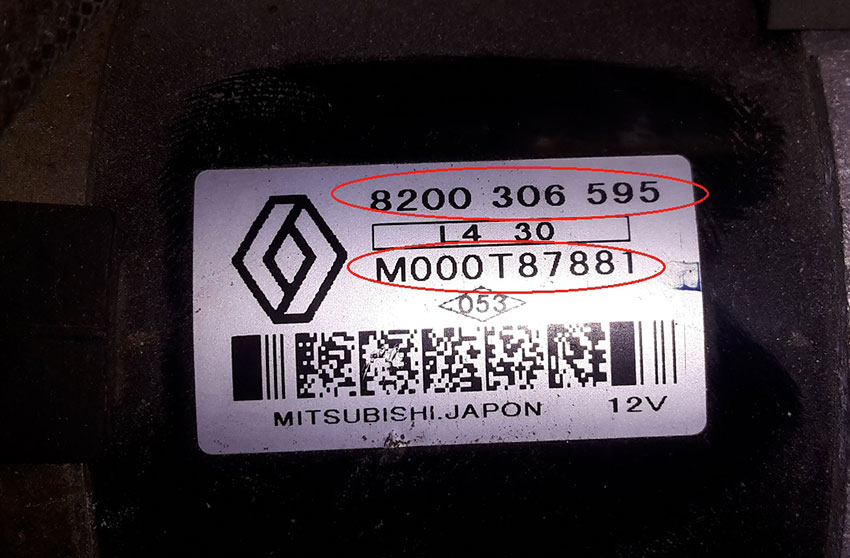 8200 306 595
L4 30
M000T87881
053
MITSUBISHI.JAPON 12V